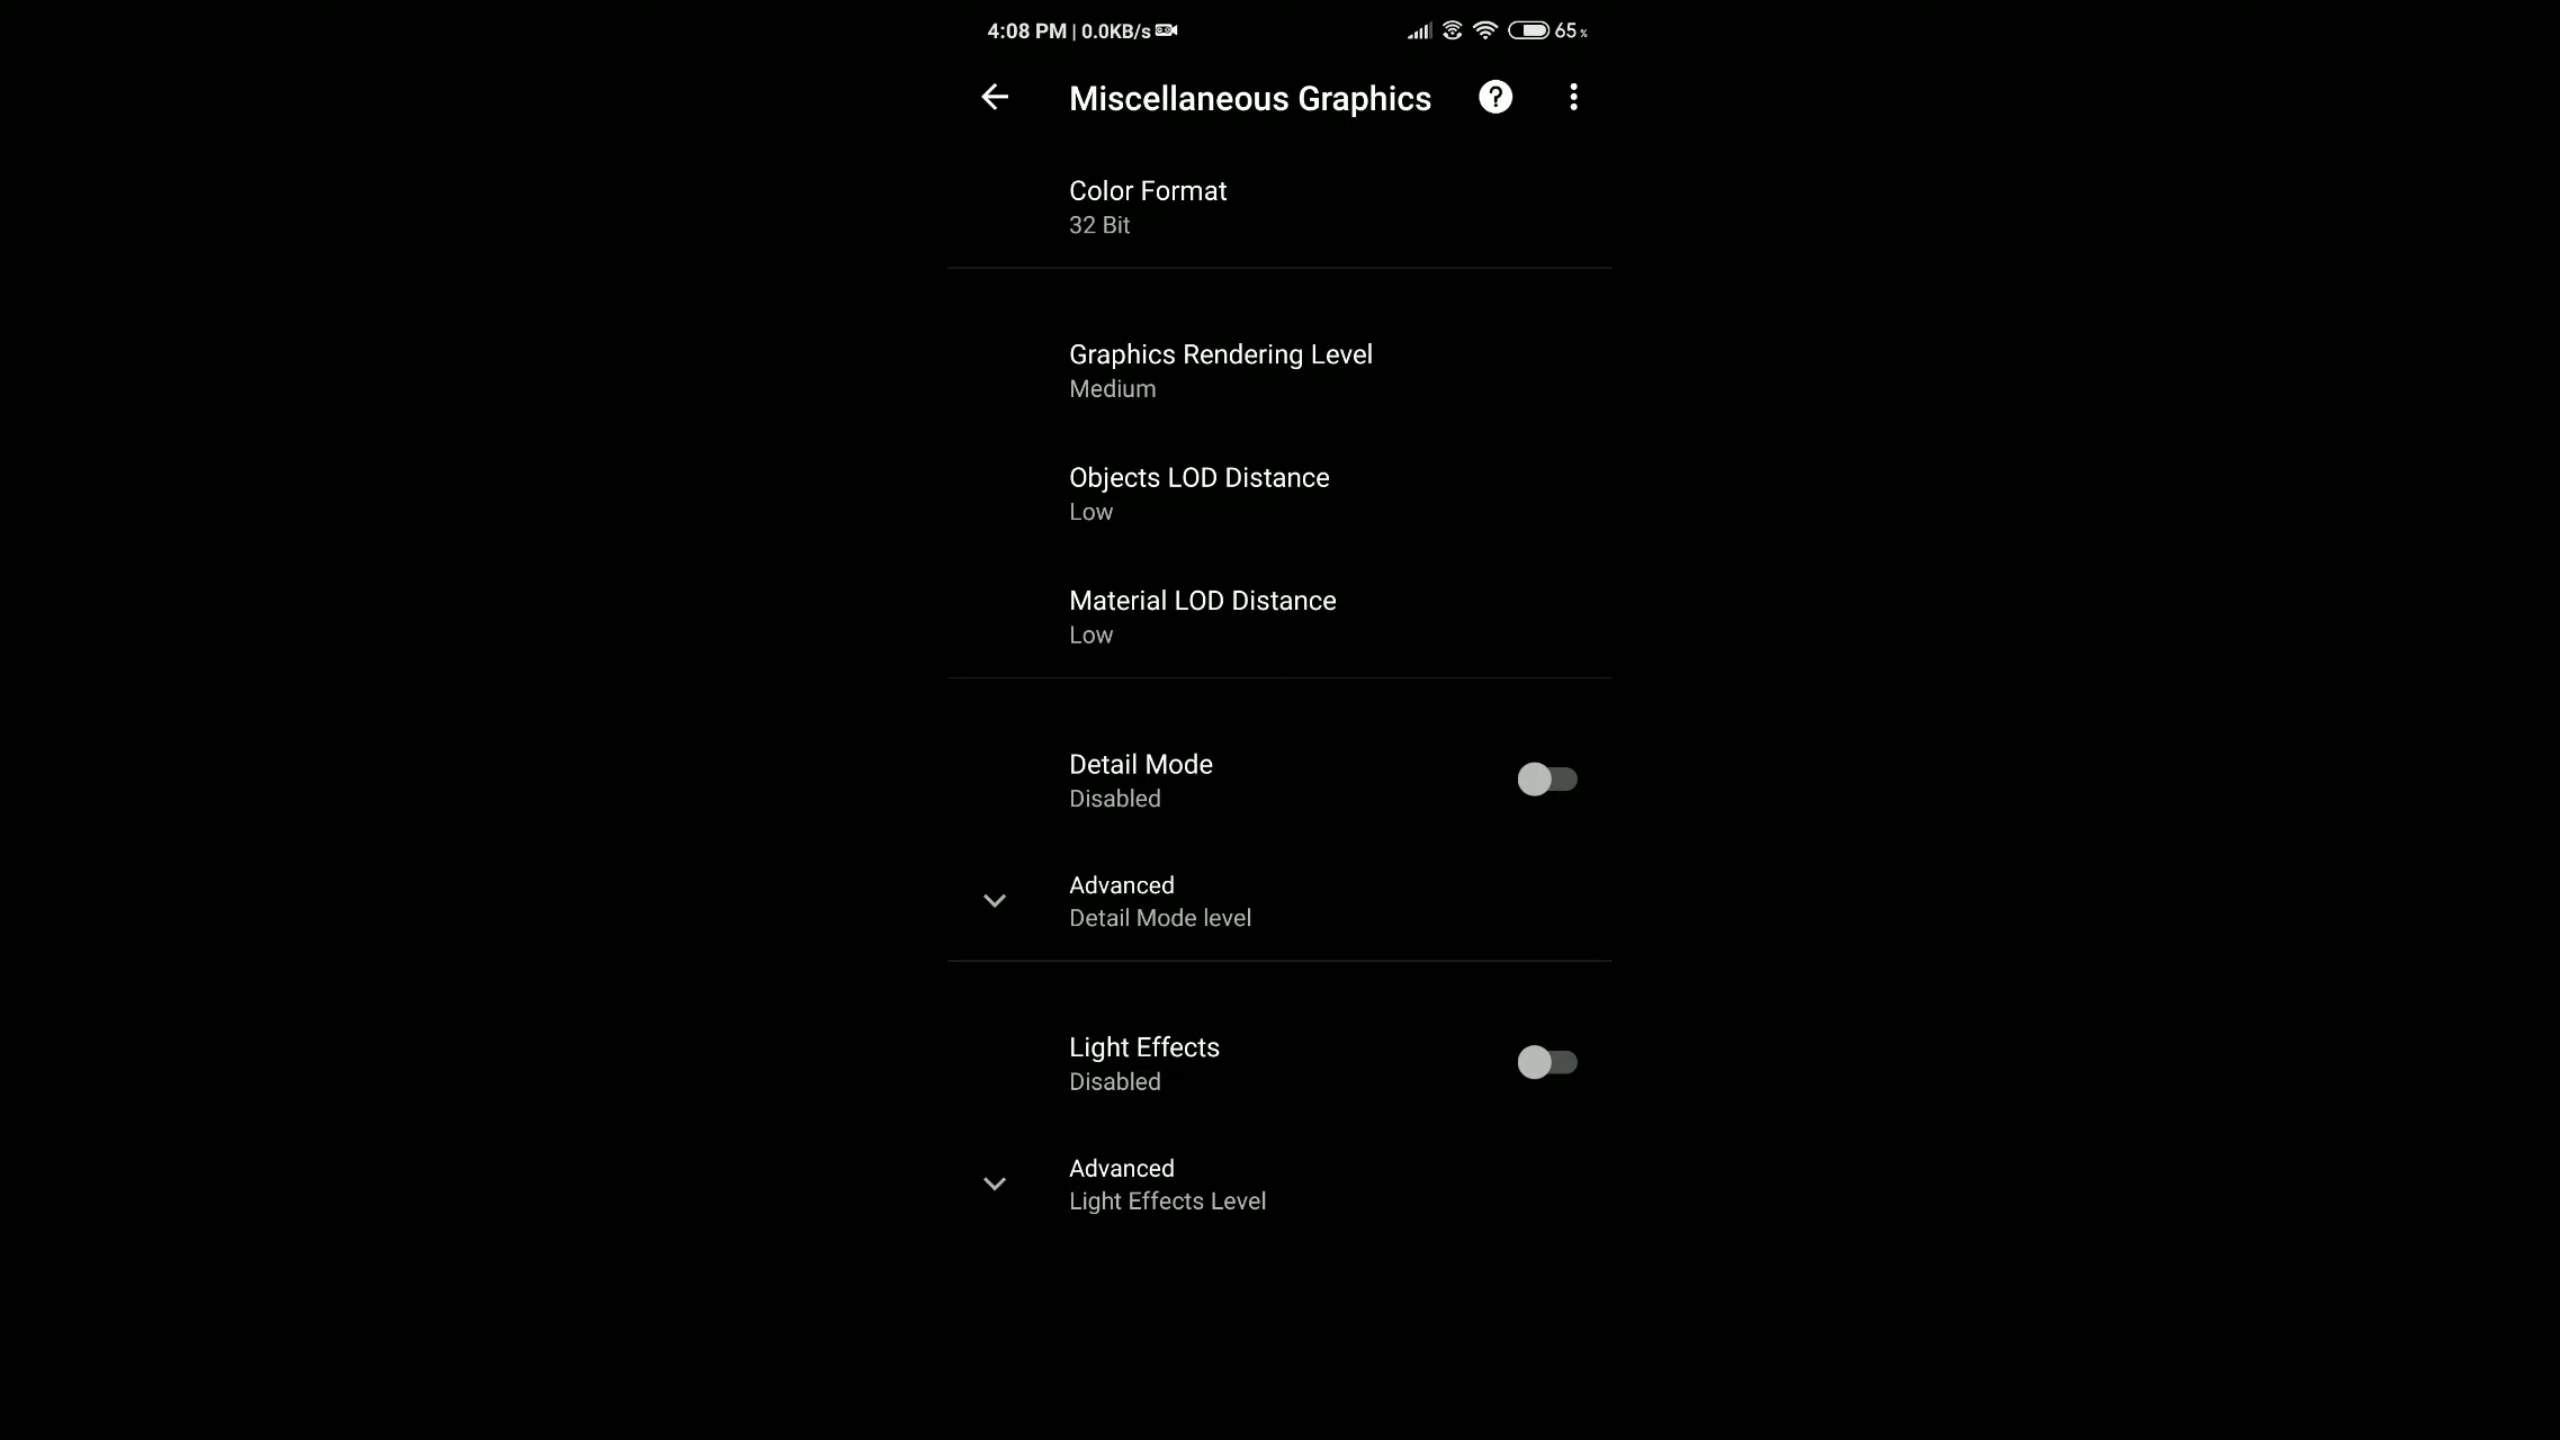 4:08 PM | 0.0KB/s 65%
Miscellaneous Graphics
Color Format
32 Bit
Graphics Rendering Level
Medium
Objects LOD Distance
Low
Material LOD Distance
Low
Detail Mode
Disabled
Advanced
Detail Mode level
Light Effects
Disabled
Advanced
Light Effects Level